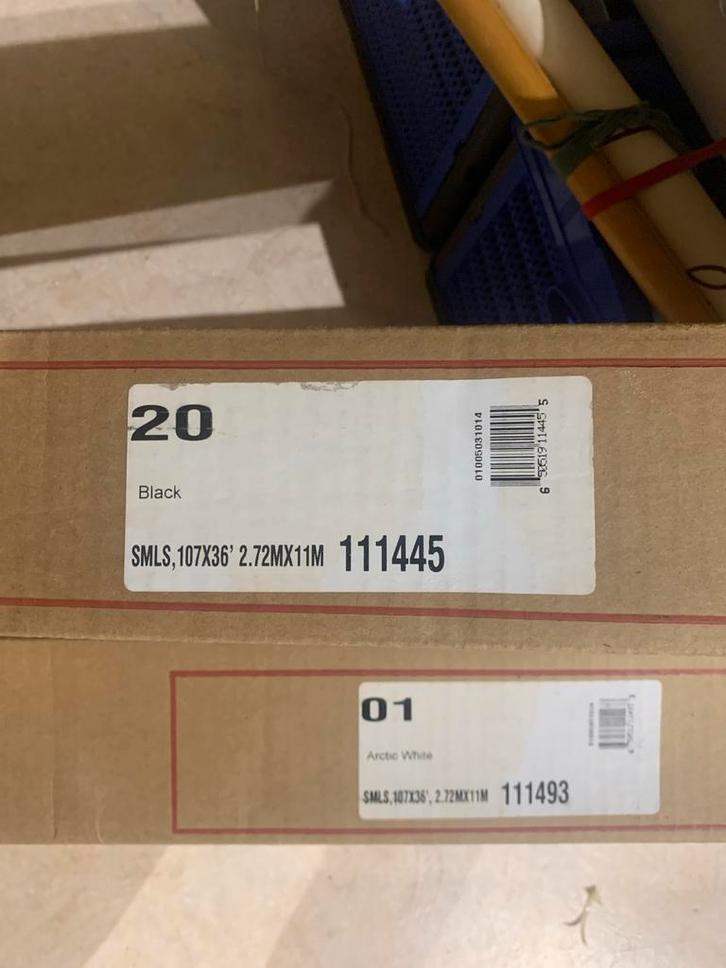 20
Black
SMLS,107X36' 2.72MX11M 111445
01005031014
6 50519 11445 5
01
Arctic White
SMLS,107X36', 2.72MX11M 111493